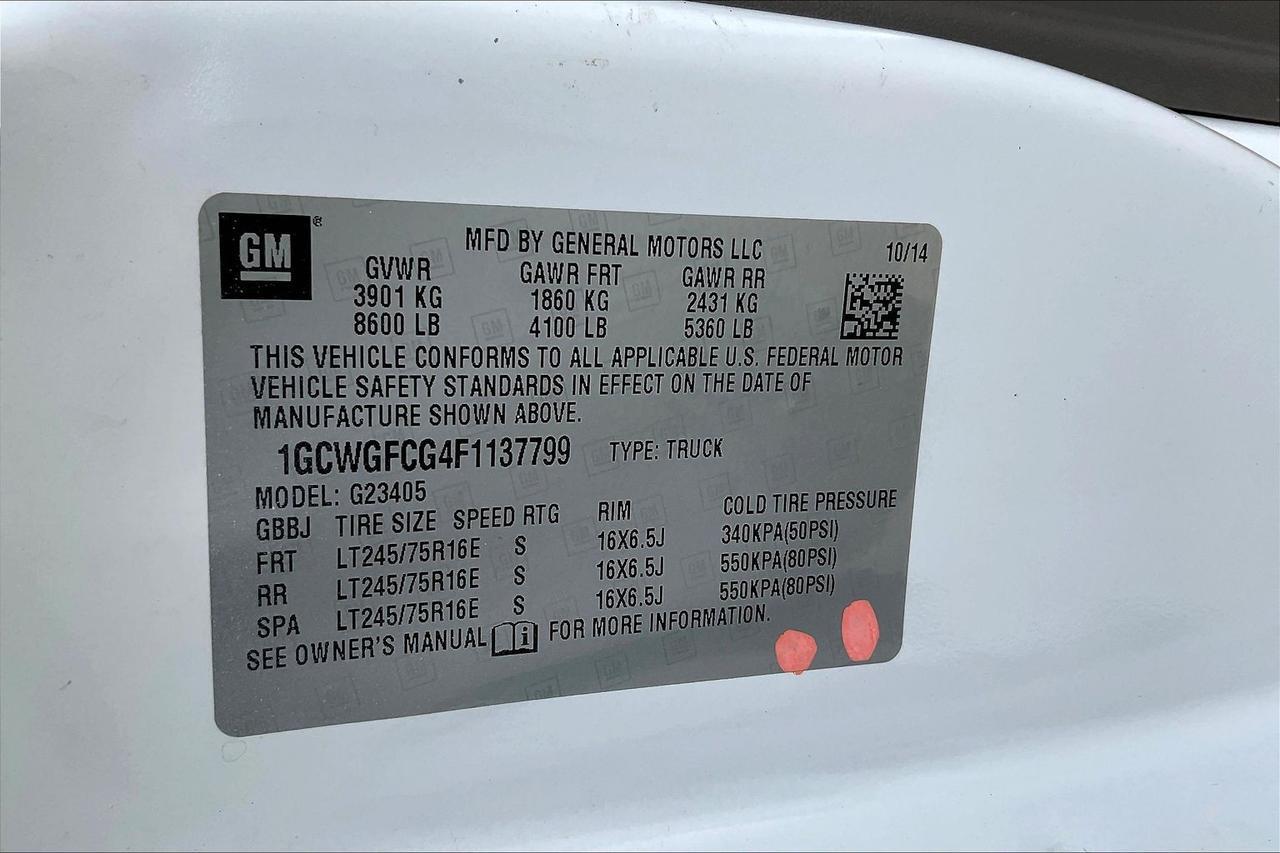 GM ®
MFD BY GENERAL MOTORS LLC 10/14
GVWR GAWR FRT GAWR RR
3901 KG 1860 KG 2431 KG
8600 LB 4100 LB 5360 LB
THIS VEHICLE CONFORMS TO ALL APPLICABLE U.S. FEDERAL MOTOR
VEHICLE SAFETY STANDARDS IN EFFECT ON THE DATE OF
MANUFACTURE SHOWN ABOVE.
1GCWGFCG4F1137799 TYPE: TRUCK
MODEL: G23405
GBBJ TIRE SIZE SPEED RTG RIM COLD TIRE PRESSURE
FRT LT245/75R16E S 16X6.5J 340KPA(50PSI)
RR LT245/75R16E S 16X6.5J 550KPA(80PSI)
SPA LT245/75R16E S 16X6.5J 550KPA(80PSI)
SEE OWNER'S MANUAL i FOR MORE INFORMATION.